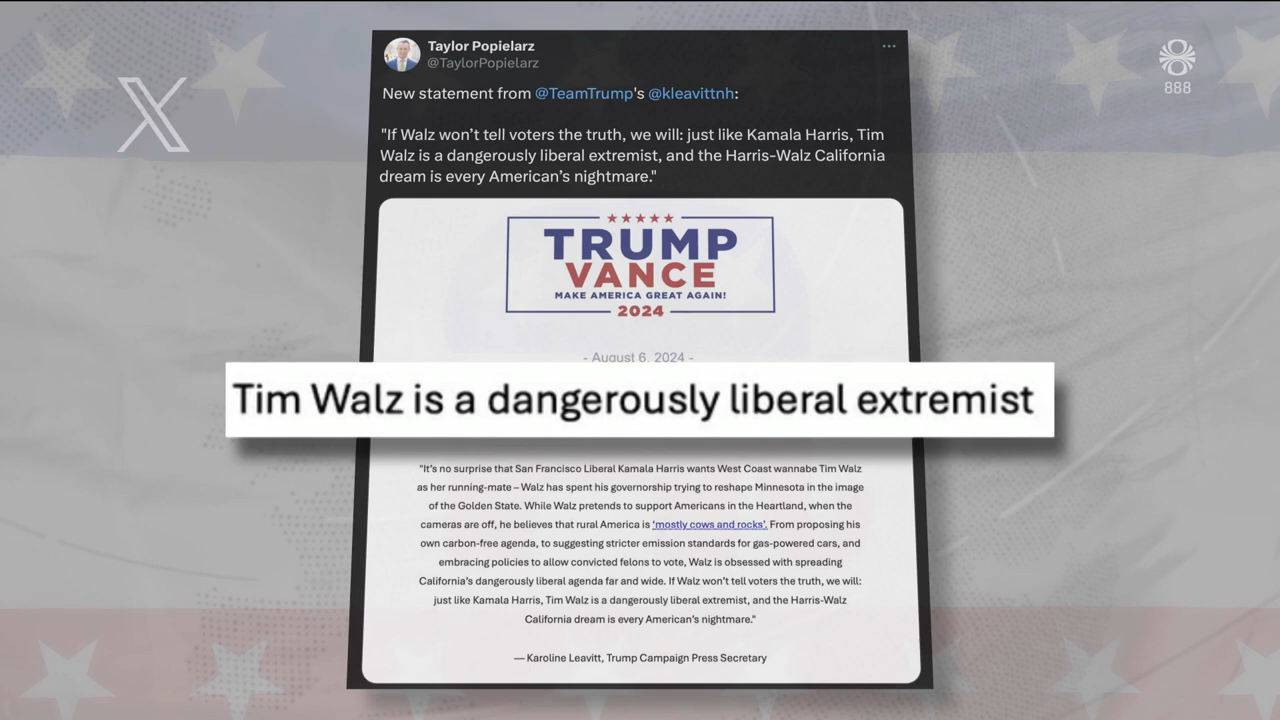 Taylor Popielarz
@TaylorPopielarz
888
New statement from @TeamTrump's @kleavittnh:
"If Walz won't tell voters the truth, we will: just like Kamala Harris, Tim
Walz is a dangerously liberal extremist, and the Harris-Walz California
dream is every American's nightmare."
TRUMP
VANCE
MAKE AMERICA GREAT AGAIN!
2024
- August 6, 2024 -
Tim Walz is a dangerously liberal extremist
"It's no surprise that San Francisco Liberal Kamala Harris wants West Coast wannabe Tim Walz
as her running-mate – Walz has spent his governorship trying to reshape Minnesota in the image
of the Golden State. While Walz pretends to support Americans in the Heartland, when the
cameras are off, he believes that rural America is 'mostly cows and rocks'. From proposing his
own carbon-free agenda, to suggesting stricter emission standards for gas-powered cars, and
embracing policies to allow convicted felons to vote, Walz is obsessed with spreading
California's dangerously liberal agenda far and wide. If Walz won't tell voters the truth, we will:
just like Kamala Harris, Tim Walz is a dangerously liberal extremist, and the Harris-Walz
California dream is every American's nightmare."
— Karoline Leavitt, Trump Campaign Press Secretary